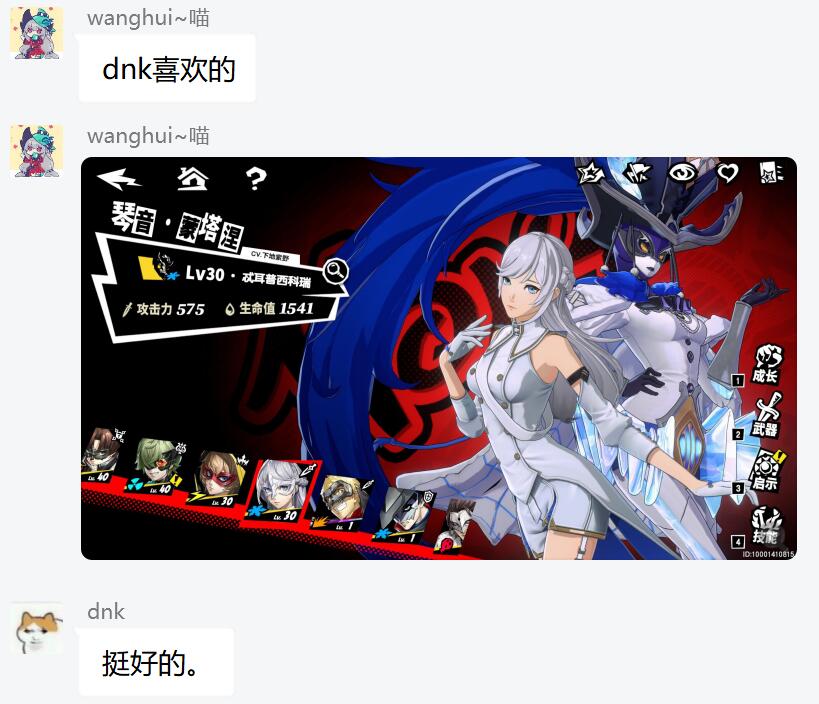 wanghui~喵
dnk喜欢的
wanghui~喵
?
琴音·蒙塔涅
CV.下地紫野
Lv30·忒耳普西科瑞
攻击力 575 生命值 1541
1 成长
2 武器
3 启示
4 技能
Lv. 40
Lv. 40
Lv. 30
Lv. 30
Lv. 1
Lv. 1
ID:10001410815
dnk
挺好的。